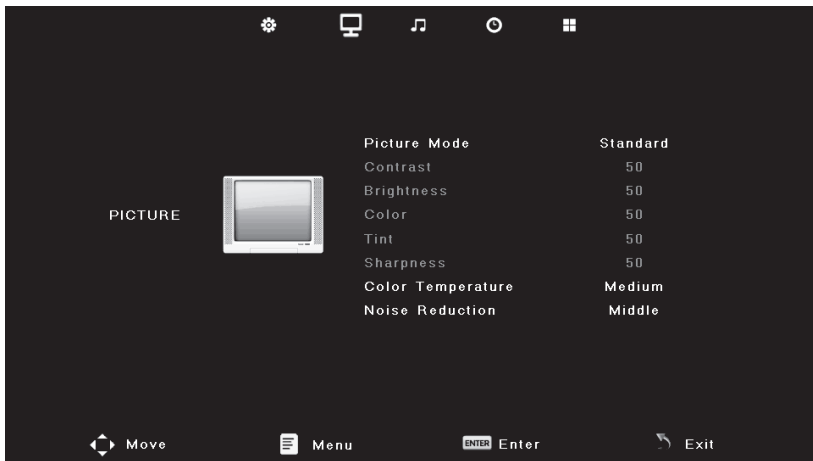 Picture Mode Standard
Contrast 50
Brightness 50
PICTURE
Color 50
Tint 50
Sharpness 50
Color Temperature Medium
Noise Reduction Middle
Move Menu ENTER Enter Exit